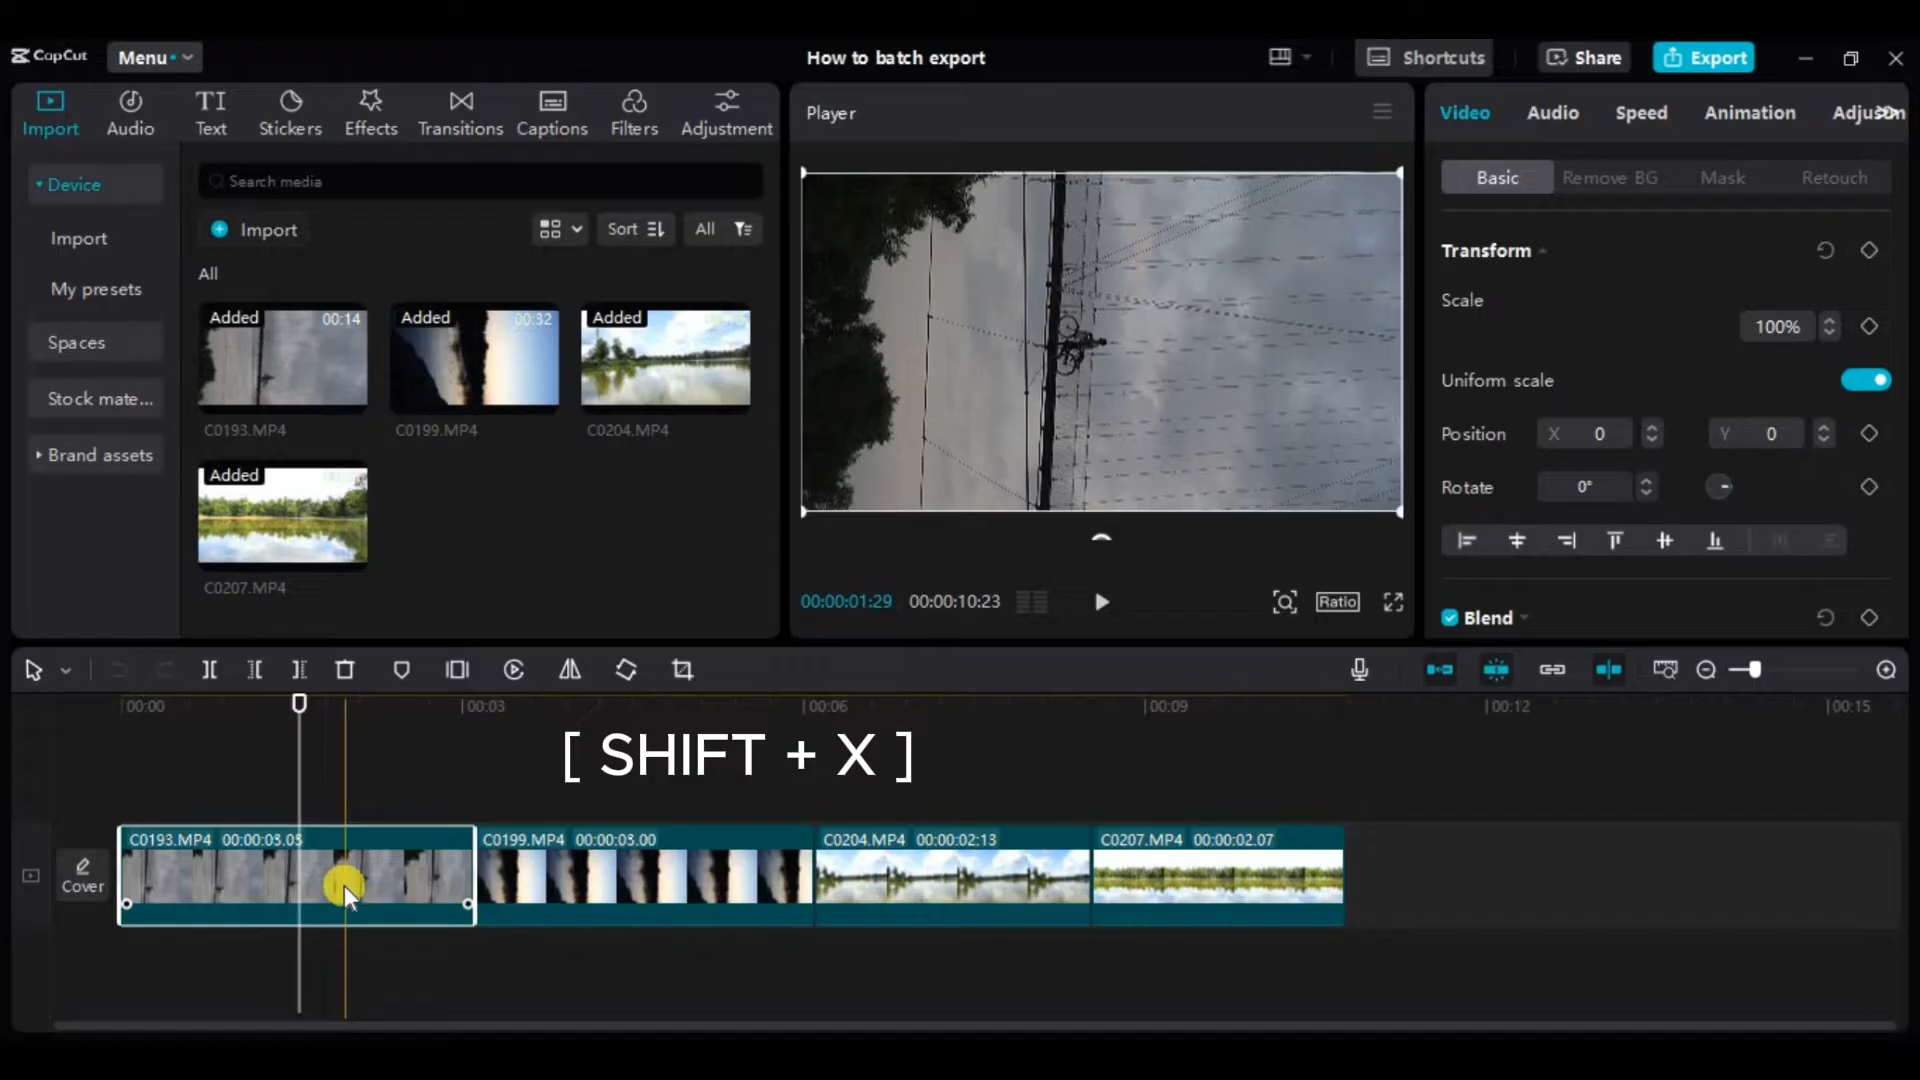 CapCut Menu How to batch export Shortcuts Share Export
Import Audio Text Stickers Effects Transitions Captions Filters Adjustment
Device
Import
My presets
Spaces
Stock mate...
Brand assets
Search media
Import Sort All
All
Added 00:14
C0193.MP4
Added 00:32
C0199.MP4
Added
C0204.MP4
Added
C0207.MP4
Player
00:00:01:29 00:00:10:23 Ratio
Video Audio Speed Animation
Basic Remove BG Mask Retouch
Transform
Scale
100%
Uniform scale
Position X 0 Y 0
Rotate 0°
Blend
00:00 00:03 00:06 00:09 00:12 00:15
[ SHIFT + X ]
Cover
C0193.MP4 00:00:03:03
C0199.MP4 00:00:03:00
C0204.MP4 00:00:02:13
C0207.MP4 00:00:02:07